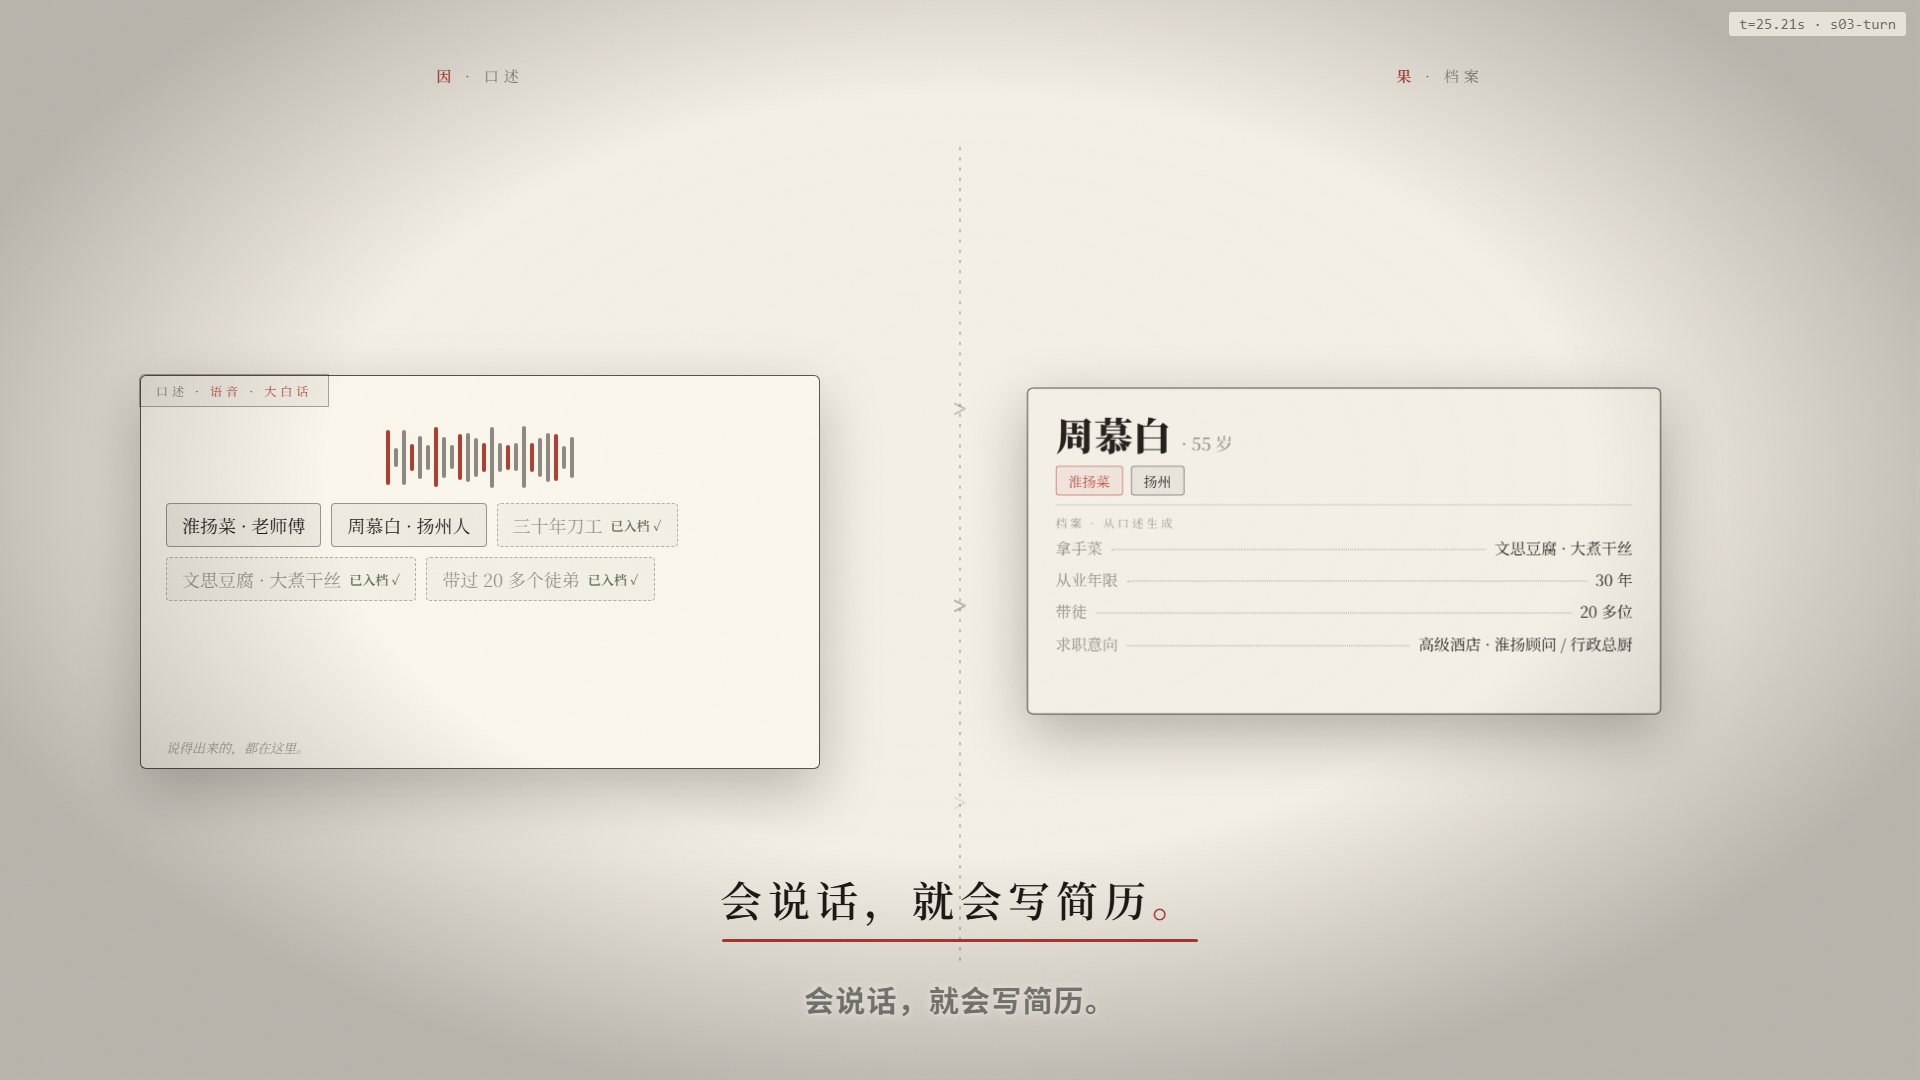 t=25.21s · s03-turn
因 · 口述
果 · 档案
口述 · 语音 · 大白话
淮扬菜 · 老师傅
周慕白 · 扬州人
三十年刀工 已入档 √
文思豆腐 · 大煮干丝 已入档 √
带过 20 多个徒弟 已入档 √
说得出来的，都在这里。
周慕白 · 55 岁
淮扬菜
扬州
档案 · 从口述生成
拿手菜 文思豆腐 · 大煮干丝
从业年限 30 年
带徒 20 多位
求职意向 高级酒店 · 淮扬顾问 / 行政总厨
会说话，就会写简历。
会说话，就会写简历。